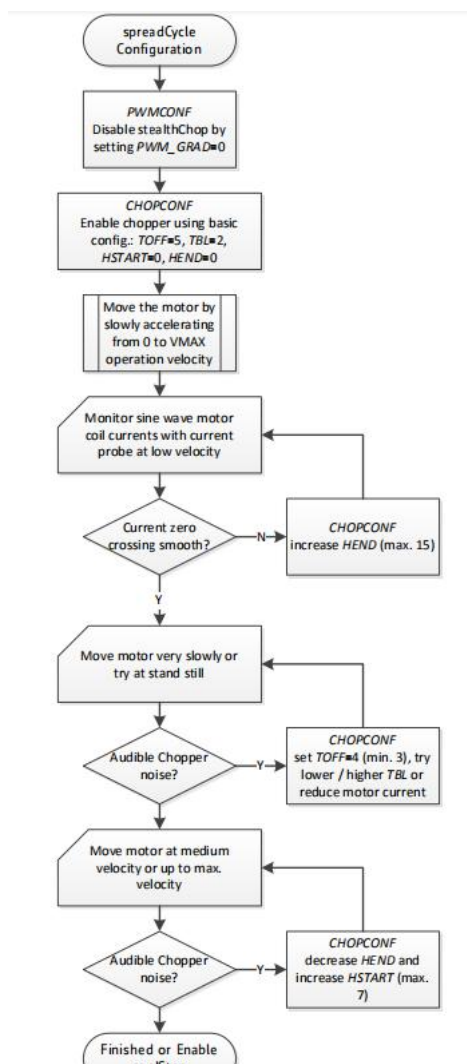 spreadCycle
Configuration
PWMCONF
Disable stealthChop by
setting PWM_GRAD=0
CHOPCONF
Enable chopper using basic
config.: TOFF=5, TBL=2,
HSTART=0, HEND=0
Move the motor by
slowly accelerating
from 0 to VMAX
operation velocity
Monitor sine wave motor
coil currents with current
probe at low velocity
Current zero
crossing smooth?
N
CHOPCONF
increase HEND (max. 15)
Y
Move motor very slowly or
try at stand still
Audible Chopper
noise?
Y
CHOPCONF
set TOFF=4 (min. 3), try
lower / higher TBL or
reduce motor current
Move motor at medium
velocity or up to max.
velocity
Audible Chopper
noise?
Y
CHOPCONF
decrease HEND and
increase HSTART (max.
7)
Finished or Enable